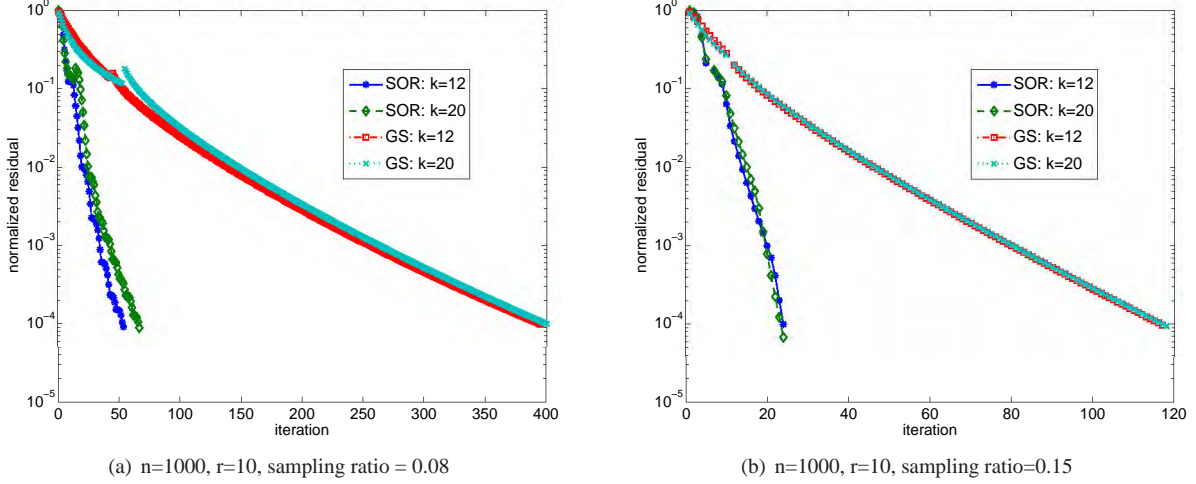 10^0
10^−1
10^−2
10^−3
10^−4
10^−5
normalized residual
0 50 100 150 200 250 300 350 400
iteration
SOR: k=12
SOR: k=20
GS: k=12
GS: k=20
(a) n=1000, r=10, sampling ratio = 0.08
10^0
10^−1
10^−2
10^−3
10^−4
10^−5
normalized residual
0 20 40 60 80 100 120
iteration
SOR: k=12
SOR: k=20
GS: k=12
GS: k=20
(b) n=1000, r=10, sampling ratio=0.15